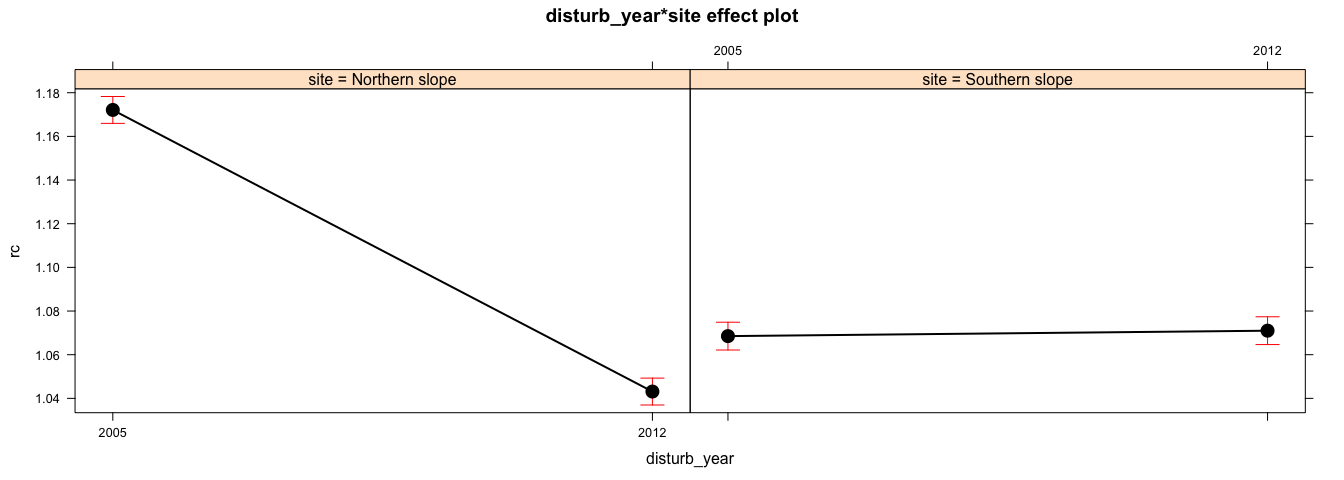 disturb_year*site effect plot
2005 2012
site = Northern slope site = Southern slope
1.18
1.16
1.14
1.12
1.10
1.08
1.06
1.04
rc
2005 2012
disturb_year